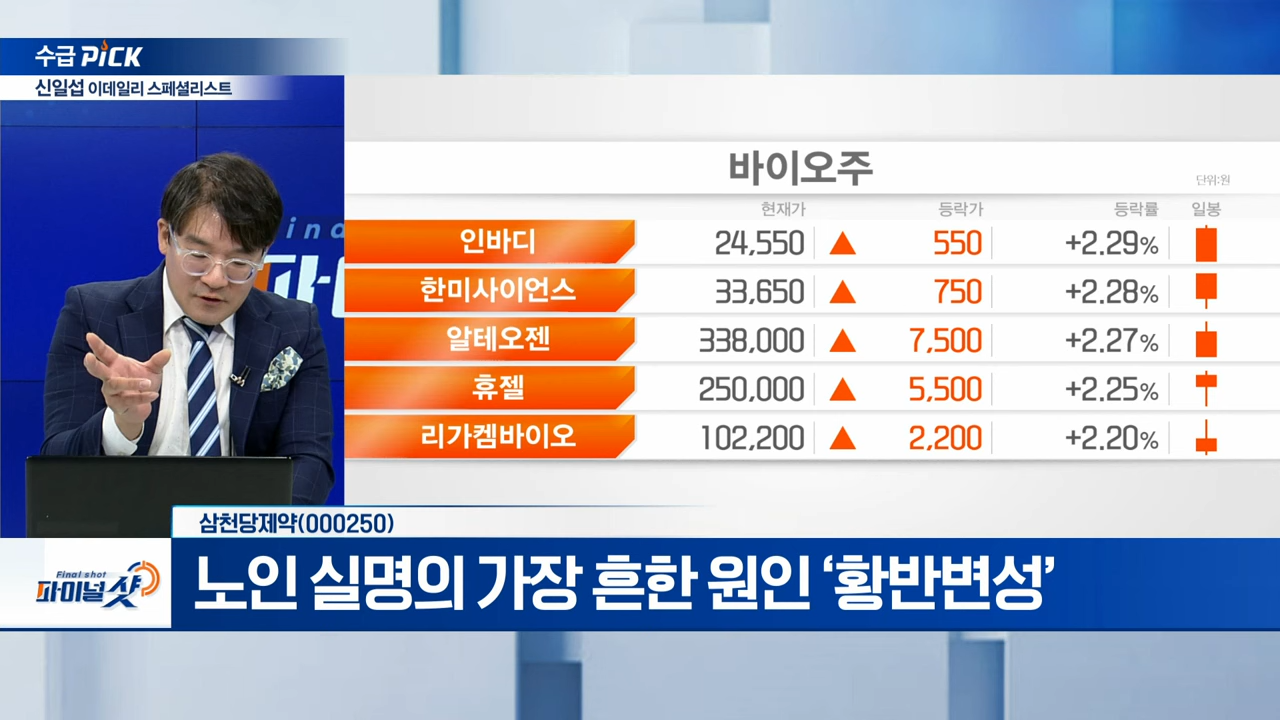 수급 PiCK
신일섭 이데일리 스페셜리스트
Fina
파이
바이오주
단위:원
현재가 등락가 등락률 일봉
인바디 24,550 ▲ 550 +2.29%
한미사이언스 33,650 ▲ 750 +2.28%
알테오젠 338,000 ▲ 7,500 +2.27%
휴젤 250,000 ▲ 5,500 +2.25%
리가켐바이오 102,200 ▲ 2,200 +2.20%
삼천당제약(000250)
Final shot
파이널 샷
노인 실명의 가장 흔한 원인 ‘황반변성’